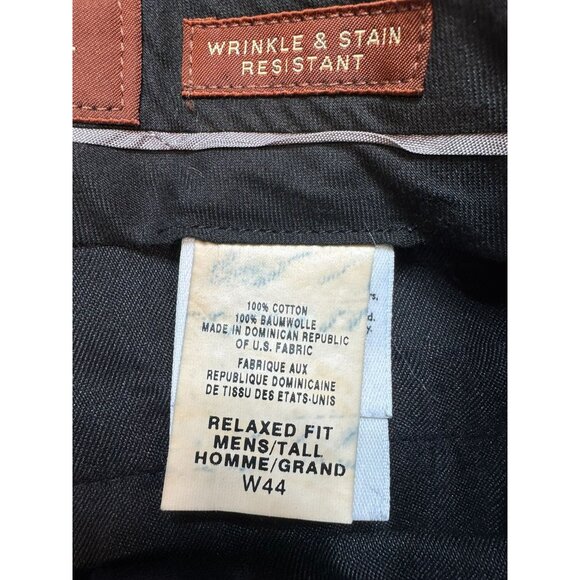 WRINKLE & STAIN
RESISTANT
100% COTTON
100% BAUMWOLLE
MADE IN DOMINICAN REPUBLIC
OF U.S. FABRIC
FABRIQUE AUX
REPUBLIQUE DOMINICAINE
DE TISSU DES ETATS-UNIS
RELAXED FIT
MENS/TALL
HOMME/GRAND
W44